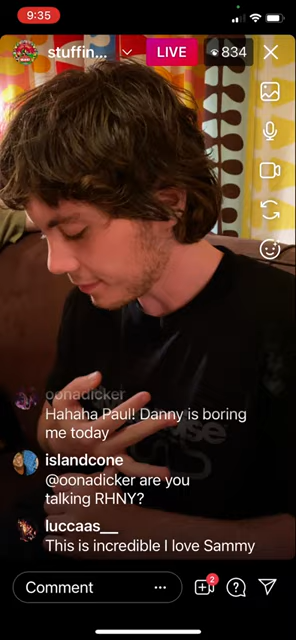 9:35
stuffin...
LIVE
834
oonadicker
Hahaha Paul! Danny is boring
me today
islandcone
@oonadicker are you
talking RHNY?
luccaas__
This is incredible I love Sammy
Comment
2